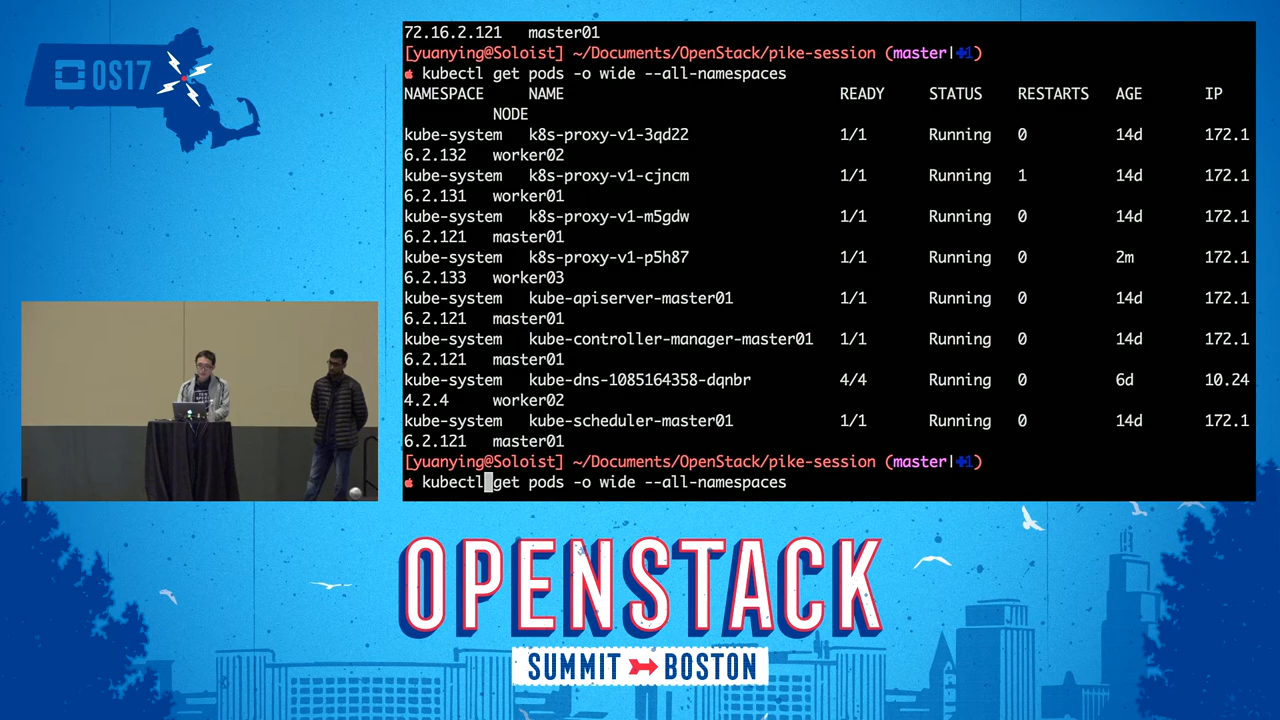 OS17
72.16.2.121 master01
[yuanying@Soloist] ~/Documents/OpenStack/pike-session (master|✚1)
kubectl get pods -o wide --all-namespaces
NAMESPACE NAME READY STATUS RESTARTS AGE IP
NODE
kube-system k8s-proxy-v1-3qd22 1/1 Running 0 14d 172.1
6.2.132 worker02
kube-system k8s-proxy-v1-cjncm 1/1 Running 1 14d 172.1
6.2.131 worker01
kube-system k8s-proxy-v1-m5gdw 1/1 Running 0 14d 172.1
6.2.121 master01
kube-system k8s-proxy-v1-p5h87 1/1 Running 0 2m 172.1
6.2.133 worker03
kube-system kube-apiserver-master01 1/1 Running 0 14d 172.1
6.2.121 master01
kube-system kube-controller-manager-master01 1/1 Running 0 14d 172.1
6.2.121 master01
kube-system kube-dns-1085164358-dqnbr 4/4 Running 0 6d 10.24
4.2.4 worker02
kube-system kube-scheduler-master01 1/1 Running 0 14d 172.1
6.2.121 master01
[yuanying@Soloist] ~/Documents/OpenStack/pike-session (master|✚1)
kubectl get pods -o wide --all-namespaces
OPENSTACK
SUMMIT BOSTON